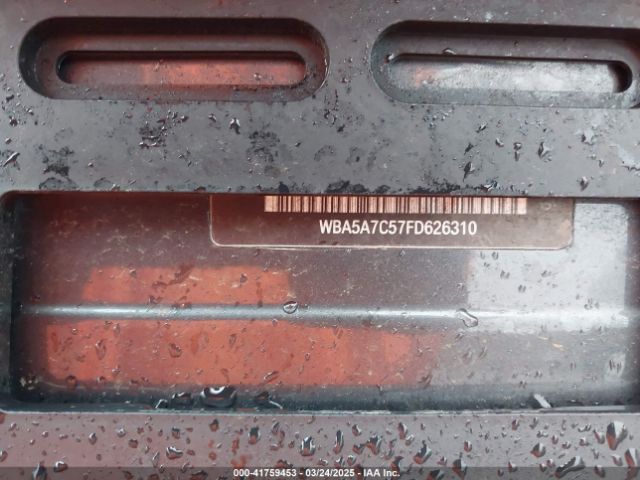 WBA5A7C57FD626310
000-41759453 • 03/24/2025 • IAA Inc.